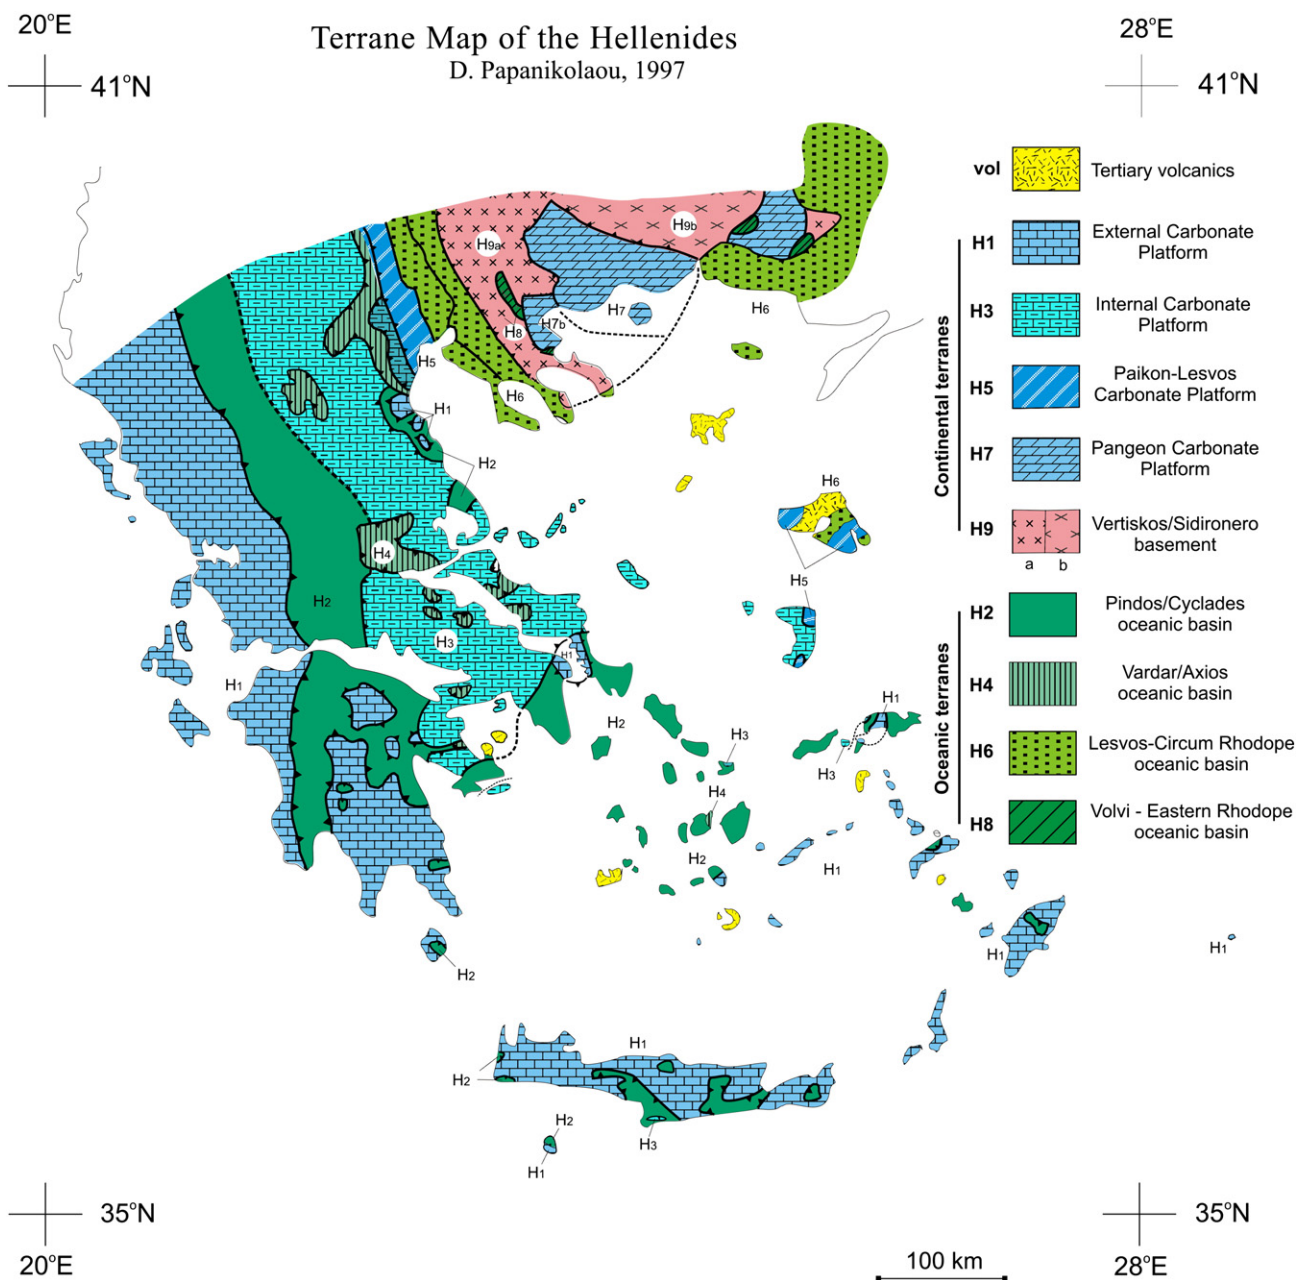 20°E
Terrane Map of the Hellenides
28°E
D. Papanikolaou, 1997
41°N
41°N
vol
Tertiary volcanics
Continental terranes
H1
External Carbonate
Platform
H3
Internal Carbonate
Platform
H5
Paikon-Lesvos
Carbonate Platform
H7
Pangeon Carbonate
Platform
H9
Vertiskos/Sidironero
basement
a
b
Oceanic terranes
H2
Pindos/Cyclades
oceanic basin
H4
Vardar/Axios
oceanic basin
H6
Lesvos-Circum Rhodope
oceanic basin
H8
Volvi - Eastern Rhodope
oceanic basin
H9b
H9a
H7
H6
H7b
H8
H5
H6
H1
H2
H6
H4
H5
H2
H3
H1
H1
H1
H2
H3
H3
H4
H2
H1
H1
H1
H2
H1
H2
H2
H3
H1
35°N
35°N
20°E
100 km
28°E